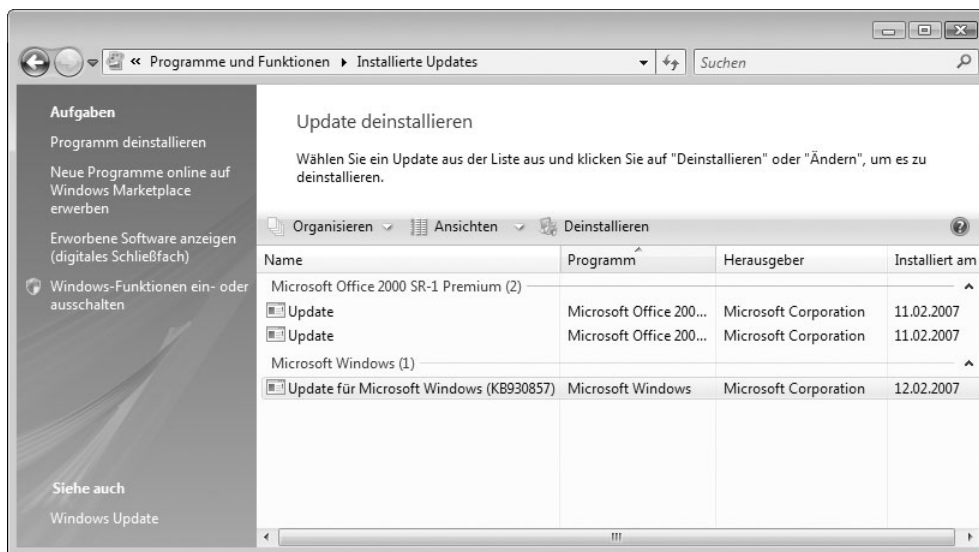 « Programme und Funktionen Installierte Updates
Suchen
Aufgaben
Programm deinstallieren
Neue Programme online auf
Windows Marketplace
erwerben
Erworbene Software anzeigen
(digitales Schließfach)
Windows-Funktionen ein- oder
ausschalten
Siehe auch
Windows Update
Update deinstallieren
Wählen Sie ein Update aus der Liste aus und klicken Sie auf "Deinstallieren" oder "Ändern", um es zu
deinstallieren.
Organisieren Ansichten Deinstallieren
Name Programm Herausgeber Installiert am
Microsoft Office 2000 SR-1 Premium (2)
Update Microsoft Office 200... Microsoft Corporation 11.02.2007
Update Microsoft Office 200... Microsoft Corporation 11.02.2007
Microsoft Windows (1)
Update für Microsoft Windows (KB930857) Microsoft Windows Microsoft Corporation 12.02.2007